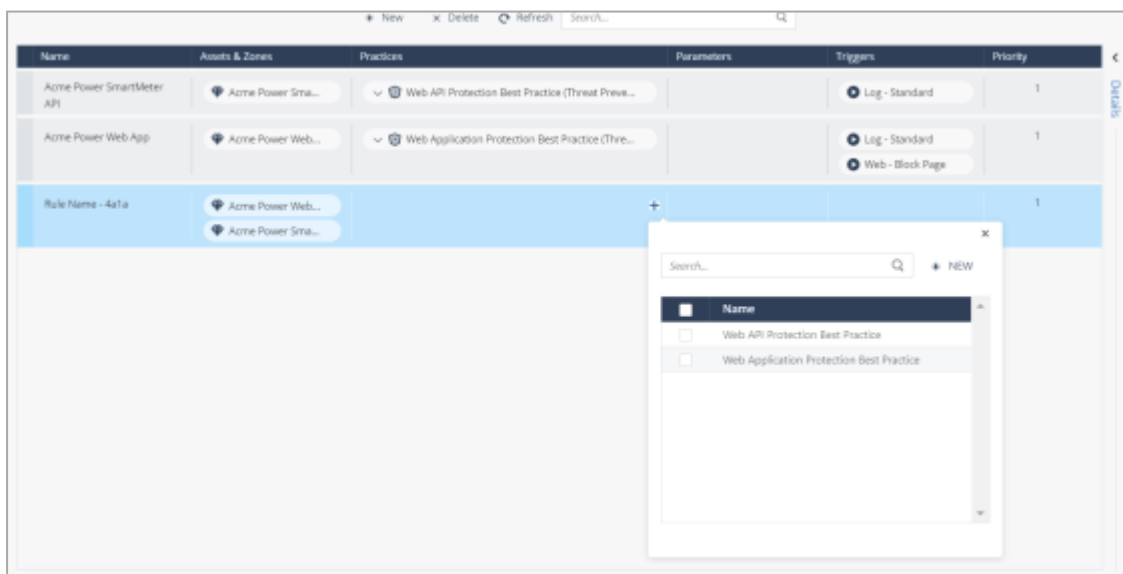 New Delete Refresh Search...
Name Assets & Zones Practices Parameters Triggers Priority
Details
Acme Power SmartMeter API Acme Power Sma... Web API Protection Best Practice (Threat Preve... Log - Standard 1
Acme Power Web App Acme Power Web... Web Application Protection Best Practice (Thre... Log - Standard 1
Web - Block Page
Rule Name - 4a1a Acme Power Web... 1
Acme Power Sma...
Search... NEW
Name
Web API Protection Best Practice
Web Application Protection Best Practice